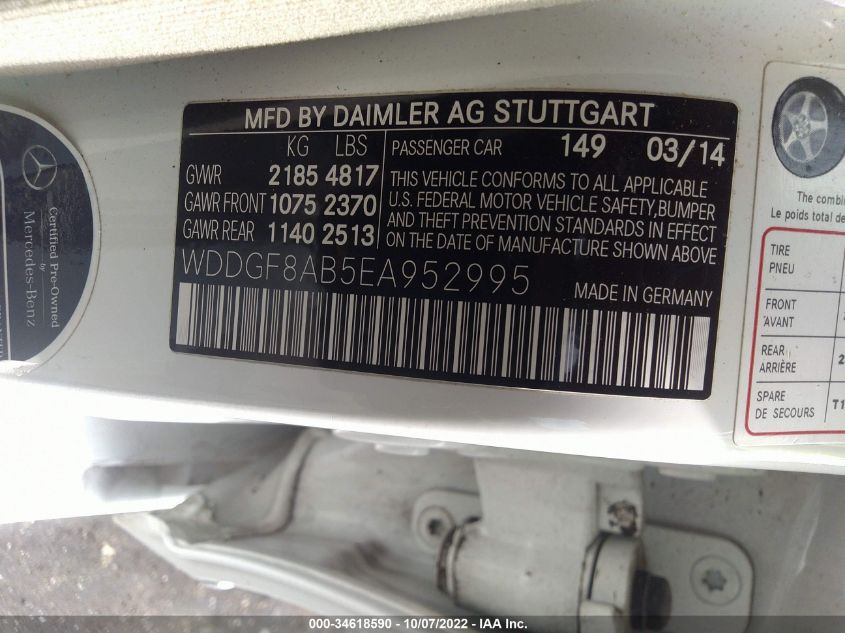 MFD BY DAIMLER AG STUTTGART
KG LBS
GVWR 2185 4817
GAWR FRONT 1075 2370
GAWR REAR 1140 2513
PASSENGER CAR 149 03/14
THIS VEHICLE CONFORMS TO ALL APPLICABLE
U.S. FEDERAL MOTOR VEHICLE SAFETY,BUMPER
AND THEFT PREVENTION STANDARDS IN EFFECT
ON THE DATE OF MANUFACTURE SHOWN ABOVE
WDDGF8AB5EA952995
MADE IN GERMANY
Certified Pre-Owned
by
Mercedes-Benz
The combin
Le poids total de
TIRE
PNEU
FRONT
AVANT
REAR
ARRIÈRE
2
SPARE
DE SECOURS
T1
000-34618590 - 10/07/2022 - IAA Inc.